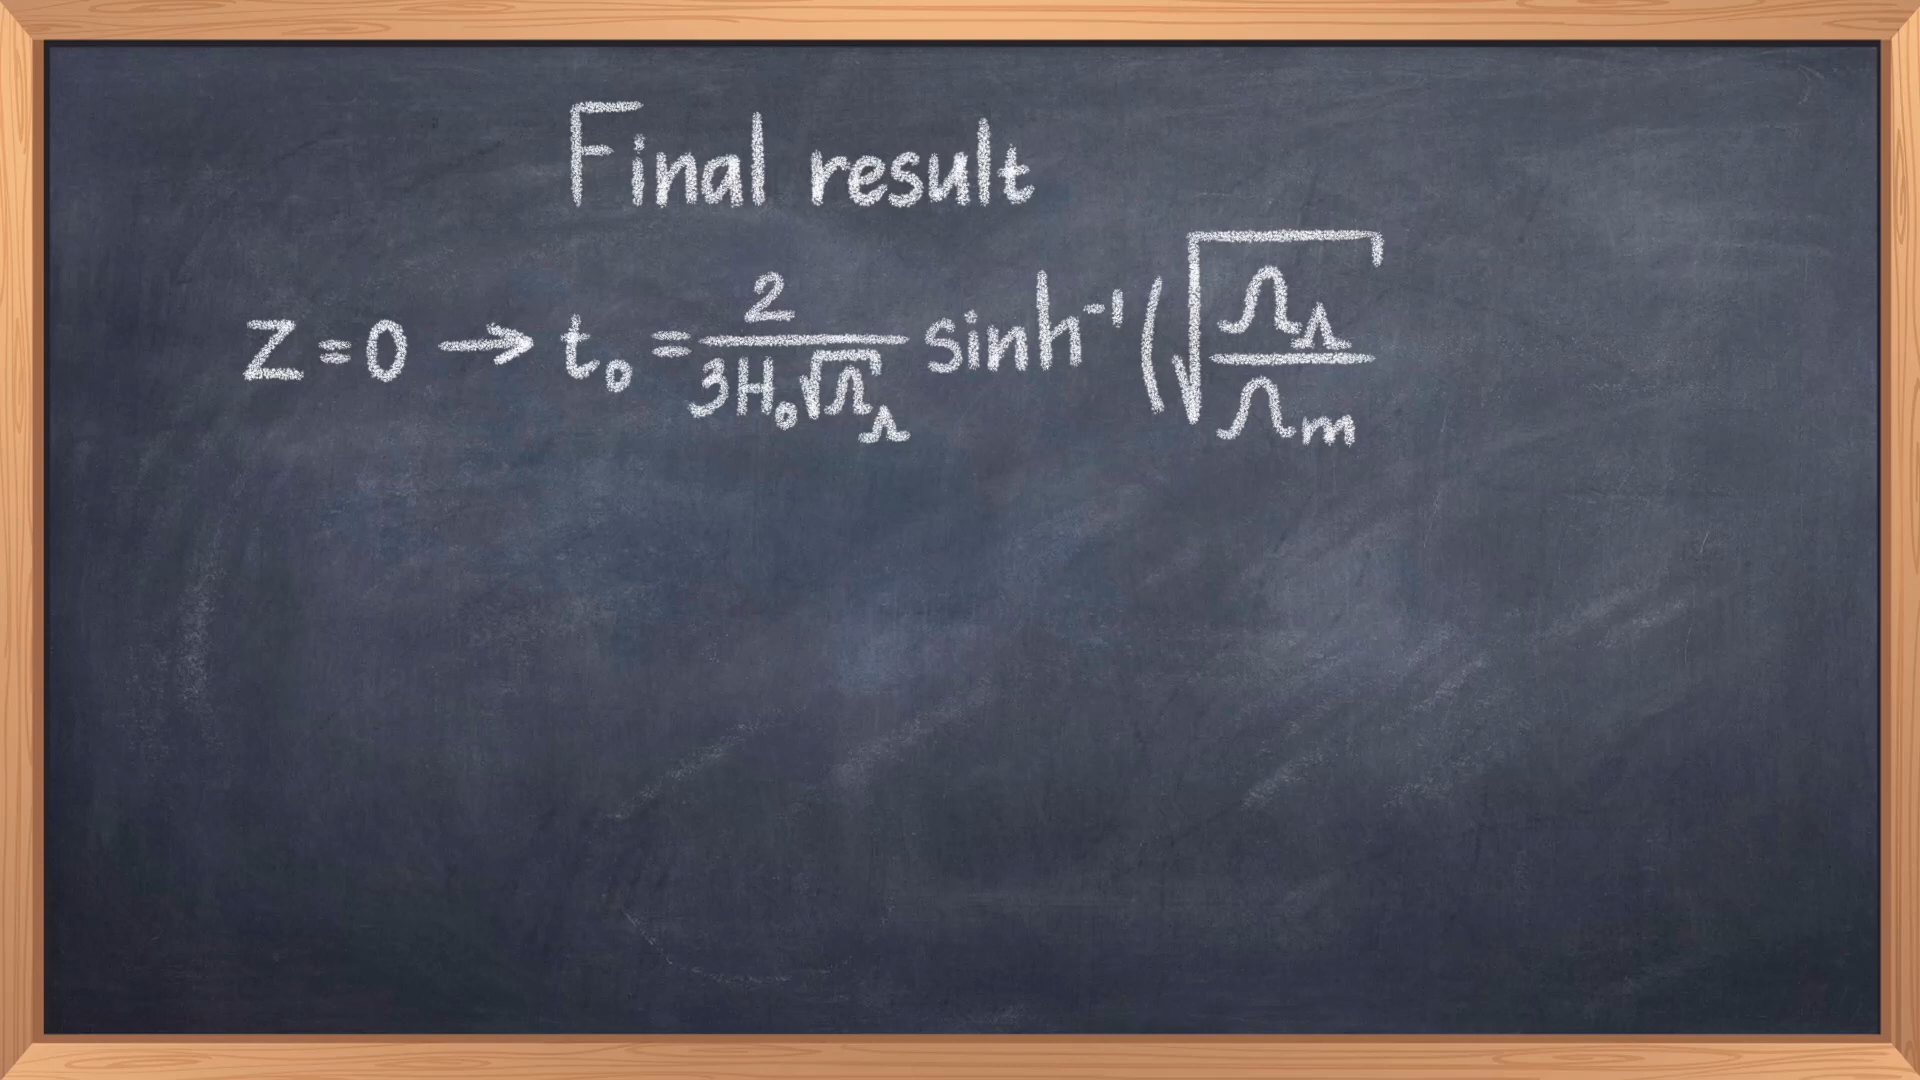 Final result
Z = 0 → t₀ = 2 / 3H₀√Ω_Λ sinh⁻¹(√Ω_Λ / Ω_m